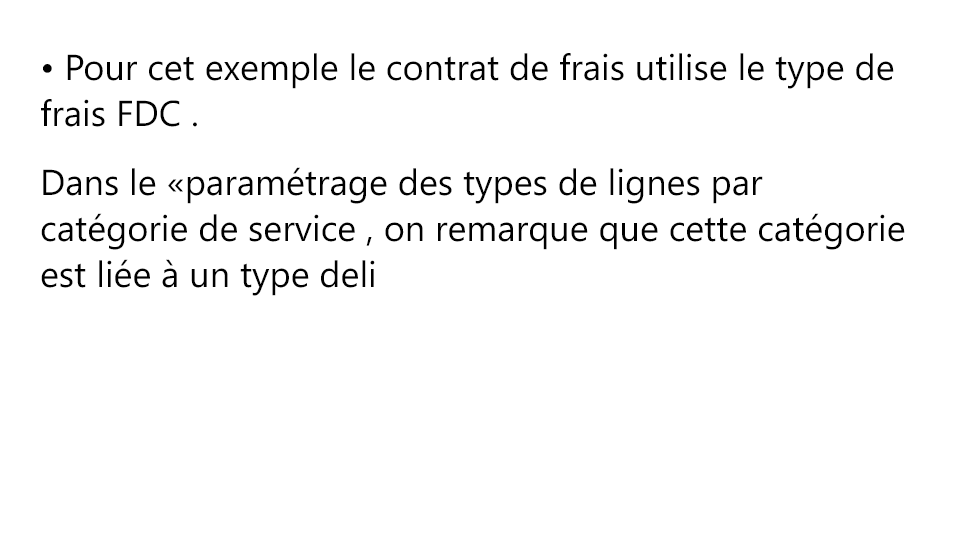 • Pour cet exemple le contrat de frais utilise le type de
frais FDC .
Dans le «paramétrage des types de lignes par
catégorie de service , on remarque que cette catégorie
est liée à un type deli